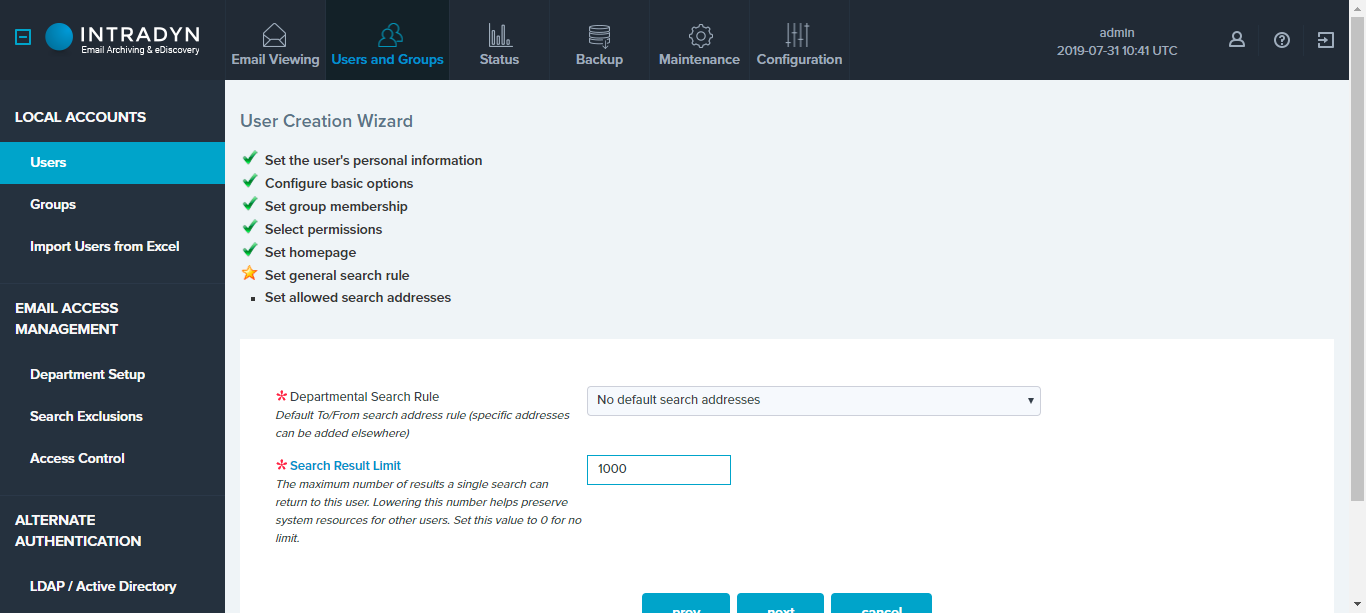 INTRADYN
Email Archiving & eDiscovery
Email Viewing
Users and Groups
Status
Backup
Maintenance
Configuration
admin
2019-07-31 10:41 UTC
LOCAL ACCOUNTS
Users
Groups
Import Users from Excel
EMAIL ACCESS
MANAGEMENT
Department Setup
Search Exclusions
Access Control
ALTERNATE
AUTHENTICATION
LDAP / Active Directory
User Creation Wizard
Set the user's personal information
Configure basic options
Set group membership
Select permissions
Set homepage
Set general search rule
Set allowed search addresses
* Departmental Search Rule
Default To/From search address rule (specific addresses
can be added elsewhere)
No default search addresses
* Search Result Limit
The maximum number of results a single search can
return to this user. Lowering this number helps preserve
system resources for other users. Set this value to 0 for no
limit.
1000
prev
next
cancel